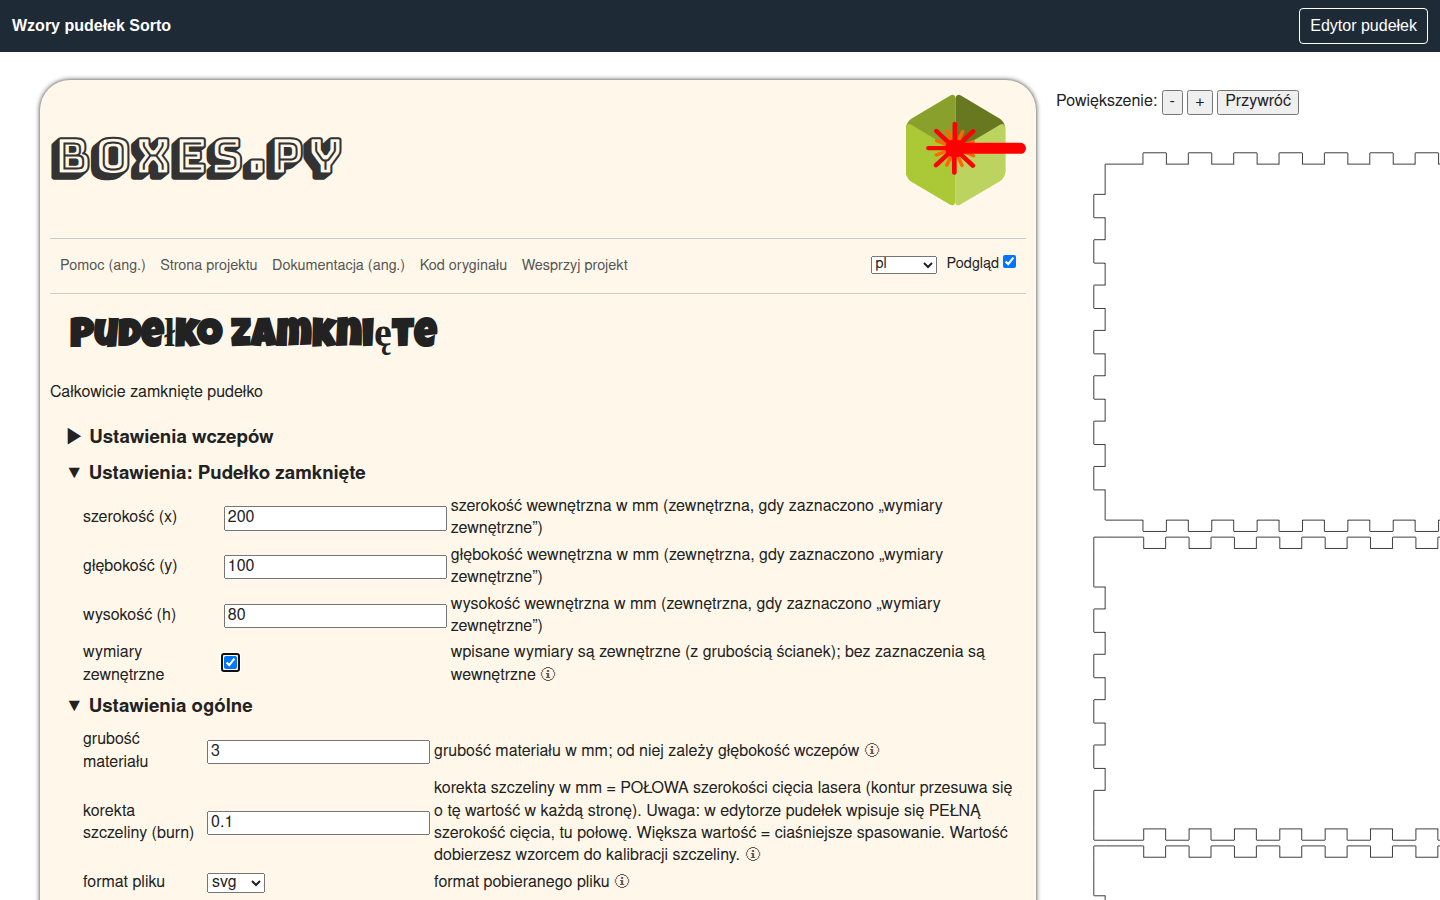 Wzory pudełek Sorto
Edytor pudełek
Powiększenie: - + Przywróć
BOXES.PY
Pomoc (ang.) Strona projektu Dokumentacja (ang.) Kod oryginału Wesprzyj projekt
pl Podgląd
Pudełko zamknięte
Całkowicie zamknięte pudełko
Ustawienia wczepów
Ustawienia: Pudełko zamknięte
szerokość (x) 200 szerokość wewnętrzna w mm (zewnętrzna, gdy zaznaczono „wymiary
zewnętrzne”)
głębokość (y) 100 głębokość wewnętrzna w mm (zewnętrzna, gdy zaznaczono „wymiary
zewnętrzne”)
wysokość (h) 80 wysokość wewnętrzna w mm (zewnętrzna, gdy zaznaczono „wymiary
zewnętrzne”)
wymiary
zewnętrzne
wpisane wymiary są zewnętrzne (z grubością ścianek); bez zaznaczenia są
wewnętrzne ⓘ
Ustawienia ogólne
grubość
materiału
3
grubość materiału w mm; od niej zależy głębokość wczepów ⓘ
korekta
szczeliny (burn)
0.1
korekta szczeliny w mm = POŁOWA szerokości cięcia lasera (kontur przesuwa się
o tę wartość w każdą stronę). Uwaga: w edytorze pudełek wpisuje się PEŁNĄ
szerokość cięcia, tu połowę. Większa wartość = ciaśniejsze spasowanie. Wartość
dobierzesz wzorcem do kalibracji szczeliny. ⓘ
format pliku svg format pobieranego pliku ⓘ